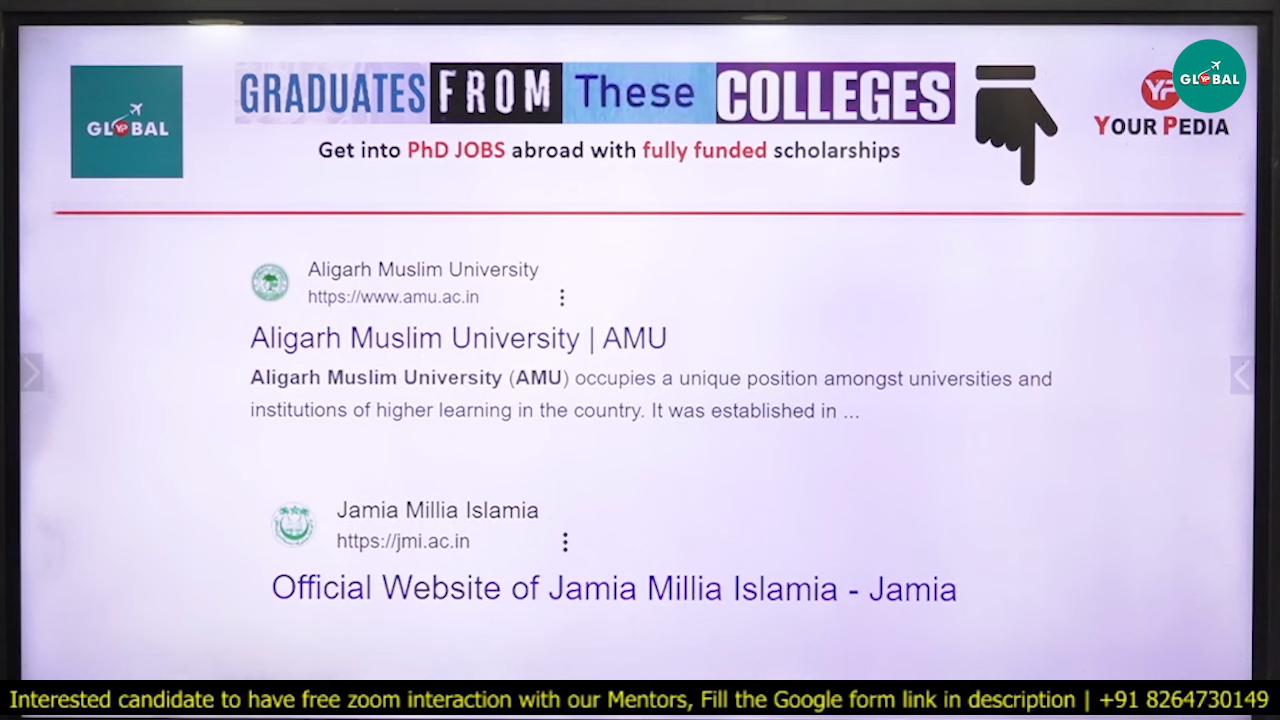 GLOBAL
YP
GRADUATES FROM These COLLEGES
Get into PhD JOBS abroad with fully funded scholarships
YP
YOUR PEDIA
GLOBAL
YP
Aligarh Muslim University
https://www.amu.ac.in
Aligarh Muslim University | AMU
Aligarh Muslim University (AMU) occupies a unique position amongst universities and
institutions of higher learning in the country. It was established in ...
Jamia Millia Islamia
https://jmi.ac.in
Official Website of Jamia Millia Islamia - Jamia
Interested candidate to have free zoom interaction with our Mentors, Fill the Google form link in description | +91 8264730149